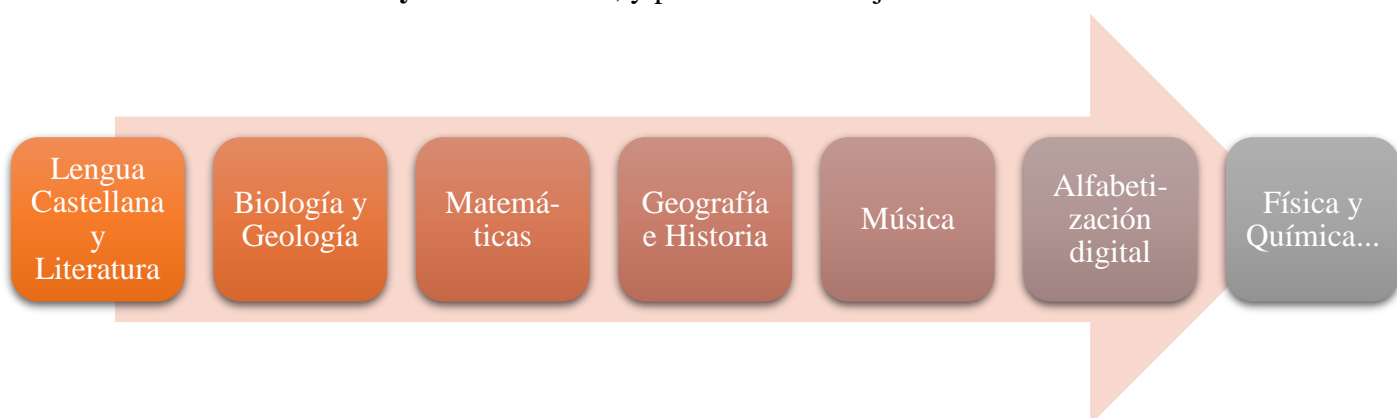 Lengua
Castellana
y
Literatura
Biología y
Geología
Matemá-
ticas
Geografía
e Historia
Música
Alfabeti-
zación
digital
Física y
Química...